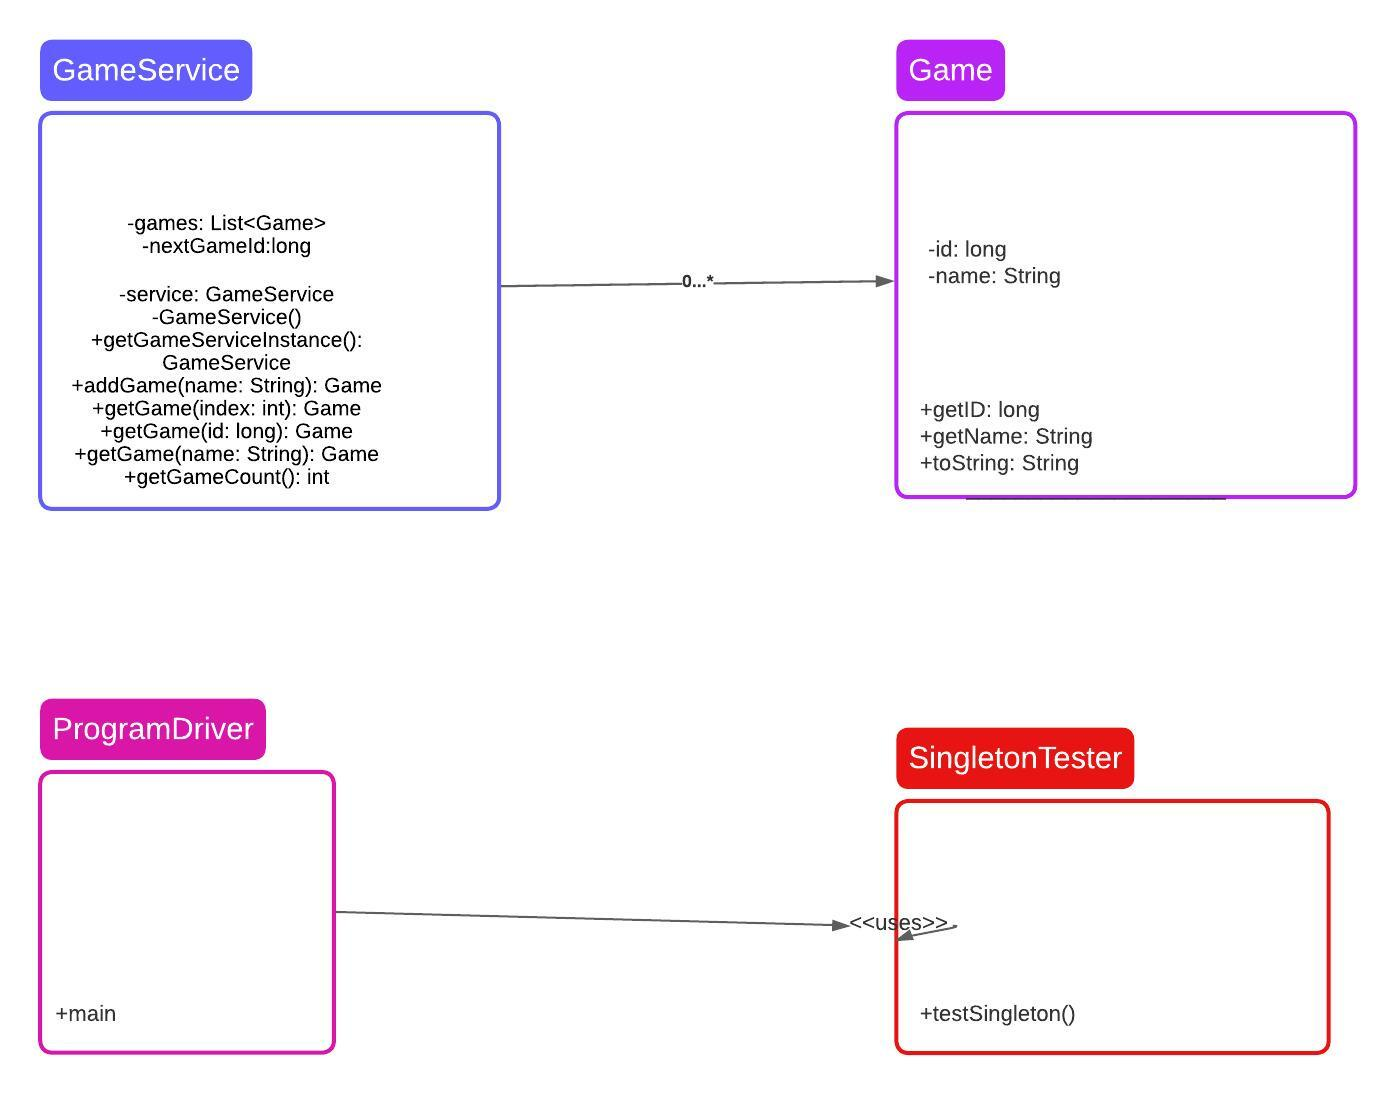 GameService
-games: List<Game>
-nextGameId:long
-service: GameService
-GameService()
+getGameServiceInstance():
GameService
+addGame(name: String): Game
+getGame(index: int): Game
+getGame(id: long): Game
+getGame(name: String): Game
+getGameCount(): int
0...*
Game
-id: long
-name: String
+getID: long
+getName: String
+toString: String
ProgramDriver
+main
<<uses>>
SingletonTester
+testSingleton()